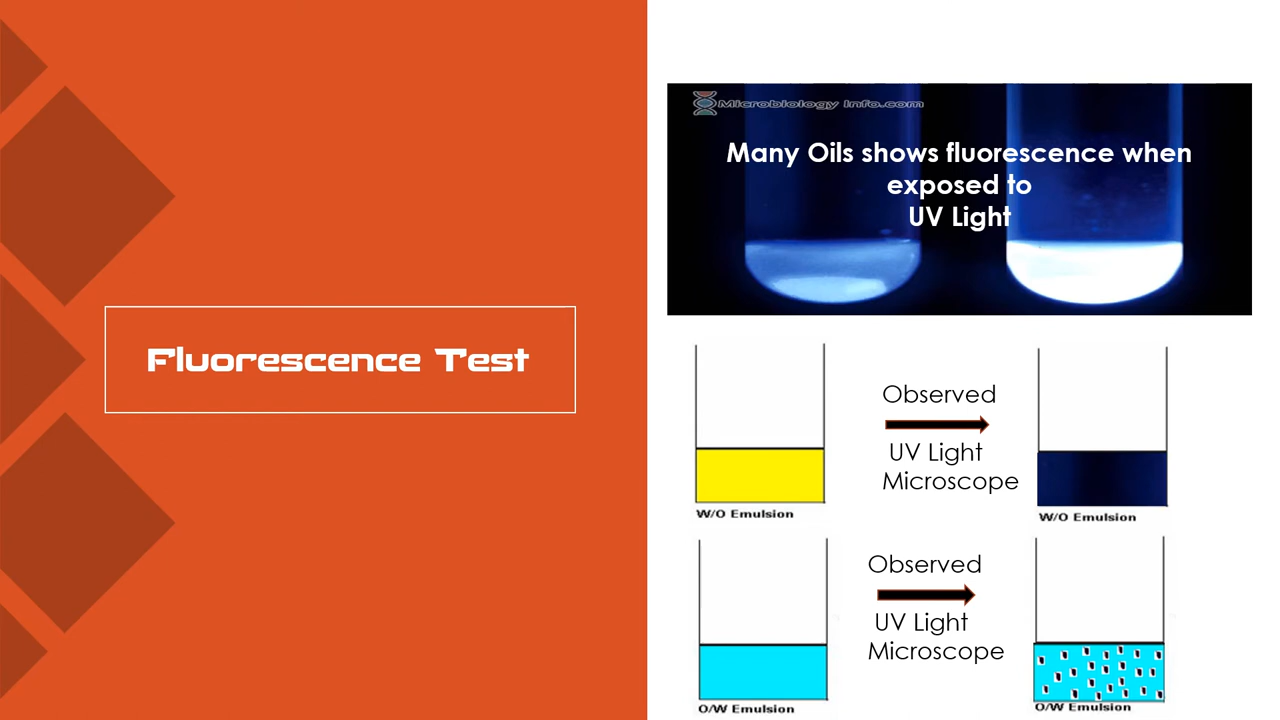 Fluorescence Test
Microbiology Info.com
Many Oils shows fluorescence when
exposed to
UV Light
Observed
UV Light
Microscope
W/O Emulsion
W/O Emulsion
Observed
UV Light
Microscope
O/W Emulsion
O/W Emulsion